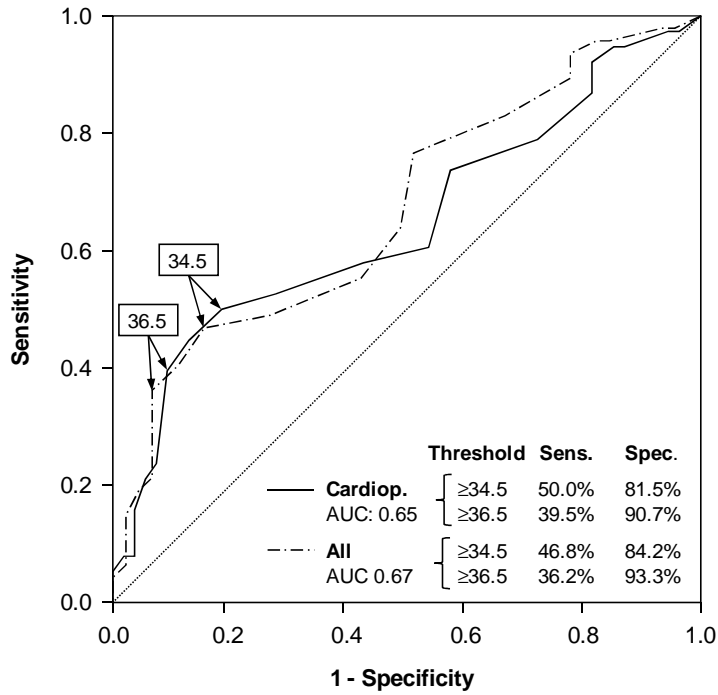 1.0
0.8
0.6
0.4
0.2
0.0
Sensitivity
34.5
36.5
Threshold Sens. Spec.
Cardiop. ≥34.5 50.0% 81.5%
AUC: 0.65 ≥36.5 39.5% 90.7%
All ≥34.5 46.8% 84.2%
AUC 0.67 ≥36.5 36.2% 93.3%
0.0 0.2 0.4 0.6 0.8 1.0
1 - Specificity